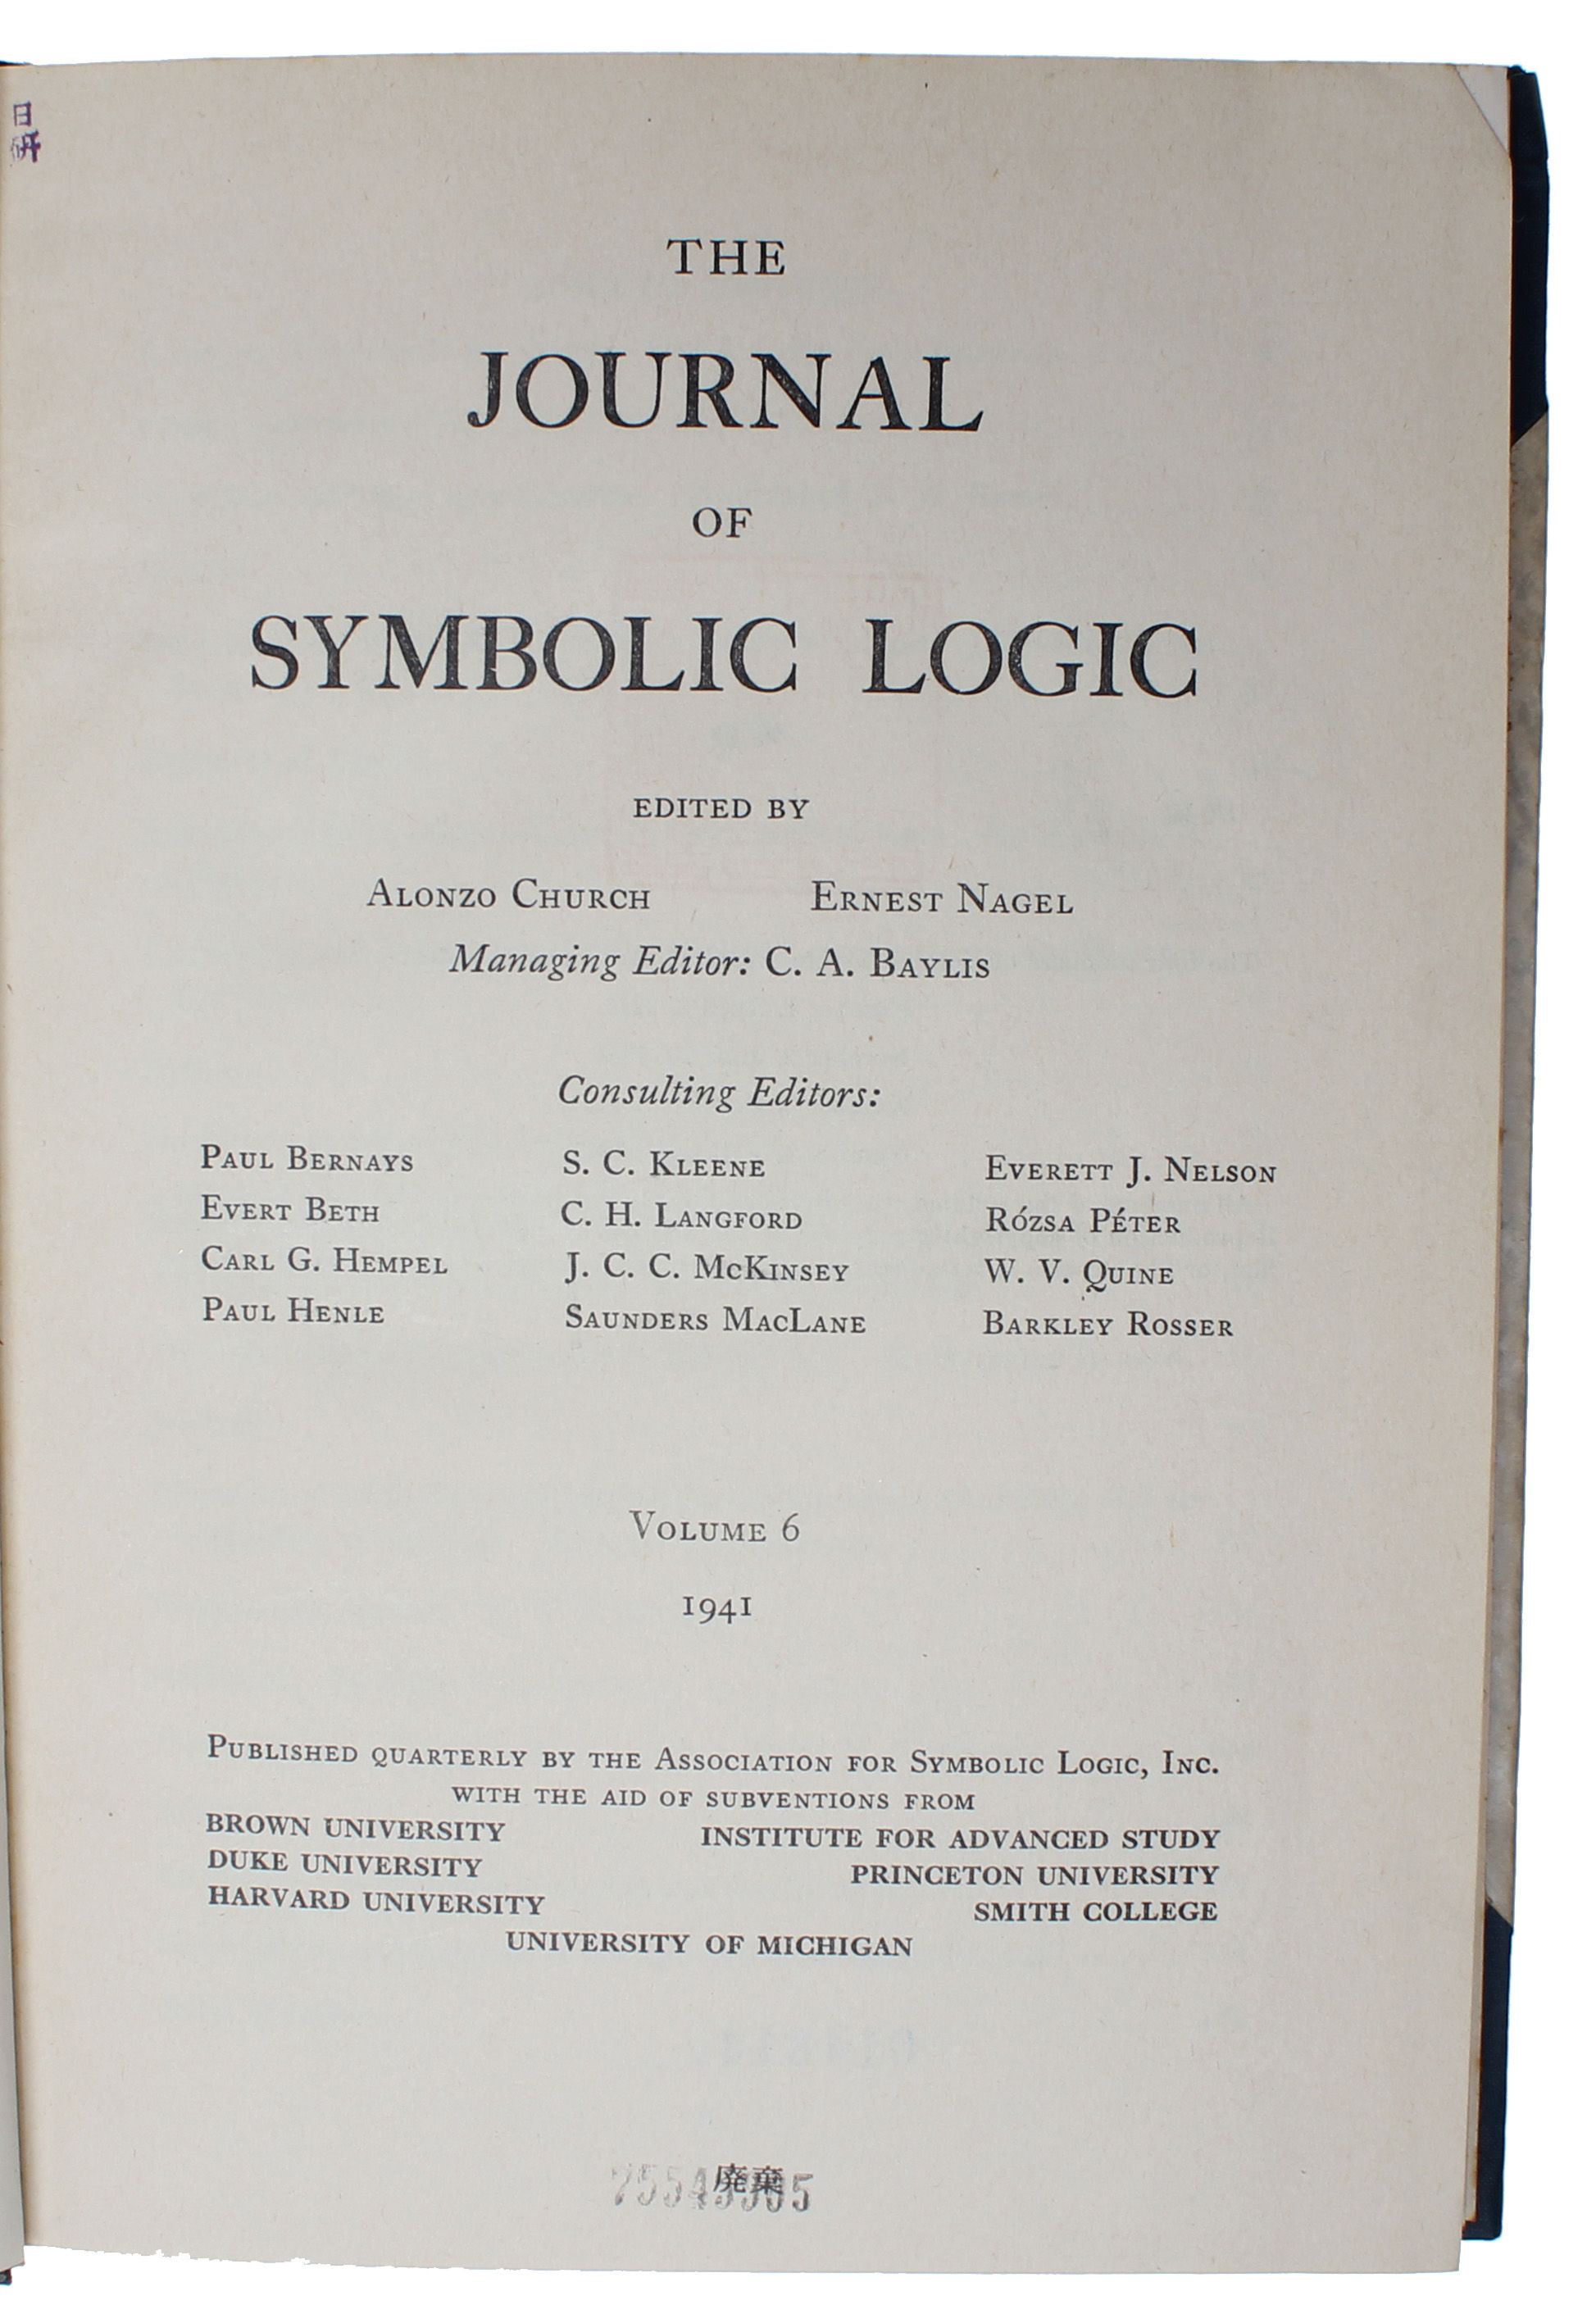 日
研
THE
JOURNAL
OF
SYMBOLIC LOGIC
EDITED BY
ALONZO CHURCH ERNEST NAGEL
Managing Editor: C. A. BAYLIS
Consulting Editors:
PAUL BERNAYS S. C. KLEENE EVERETT J. NELSON
EVERT BETH C. H. LANGFORD RÓZSA PÉTER
CARL G. HEMPEL J. C. C. McKINSEY W. V. QUINE
PAUL HENLE SAUNDERS MacLANE BARKLEY ROSSER
VOLUME 6
1941
PUBLISHED QUARTERLY BY THE ASSOCIATION FOR SYMBOLIC LOGIC, INC.
WITH THE AID OF SUBVENTIONS FROM
BROWN UNIVERSITY INSTITUTE FOR ADVANCED STUDY
DUKE UNIVERSITY PRINCETON UNIVERSITY
HARVARD UNIVERSITY SMITH COLLEGE
UNIVERSITY OF MICHIGAN
廃棄